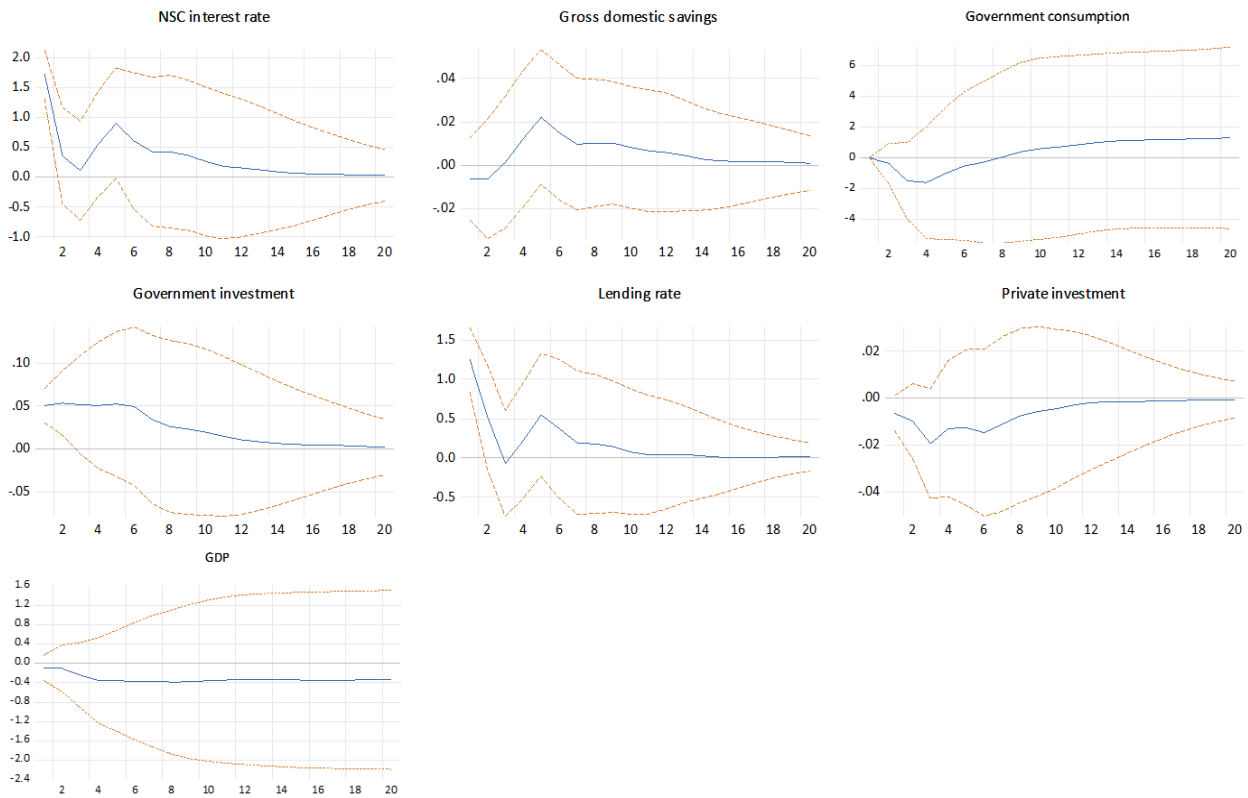 NSC interest rate
2.0
1.5
1.0
0.5
0.0
-0.5
-1.0
2 4 6 8 10 12 14 16 18 20
Gross domestic savings
.04
.02
.00
-.02
2 4 6 8 10 12 14 16 18 20
Government consumption
6
4
2
0
-2
-4
2 4 6 8 10 12 14 16 18 20
Government investment
.10
.05
.00
-.05
2 4 6 8 10 12 14 16 18 20
Lending rate
1.5
1.0
0.5
0.0
-0.5
2 4 6 8 10 12 14 16 18 20
Private investment
.02
.00
-.02
-.04
2 4 6 8 10 12 14 16 18 20
GDP
1.6
1.2
0.8
0.4
0.0
-0.4
-0.8
-1.2
-1.6
-2.0
-2.4
2 4 6 8 10 12 14 16 18 20